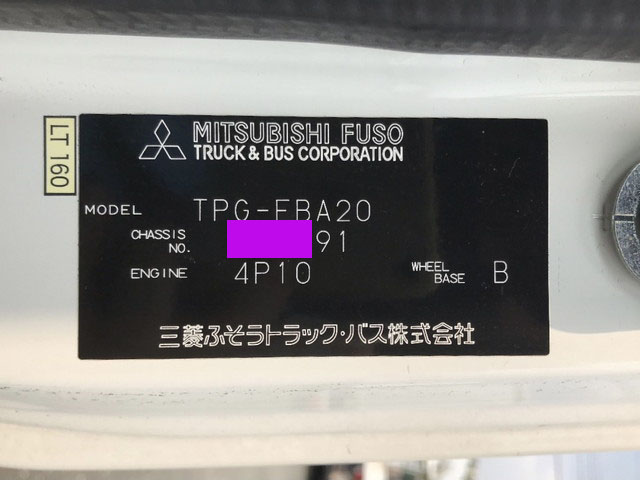 LT 160
MITSUBISHI FUSO
TRUCK & BUS CORPORATION
MODEL TPG-FBA20
CHASSIS NO. 91
ENGINE 4P10 WHEEL BASE B
三菱ふそうトラック・バス株式会社